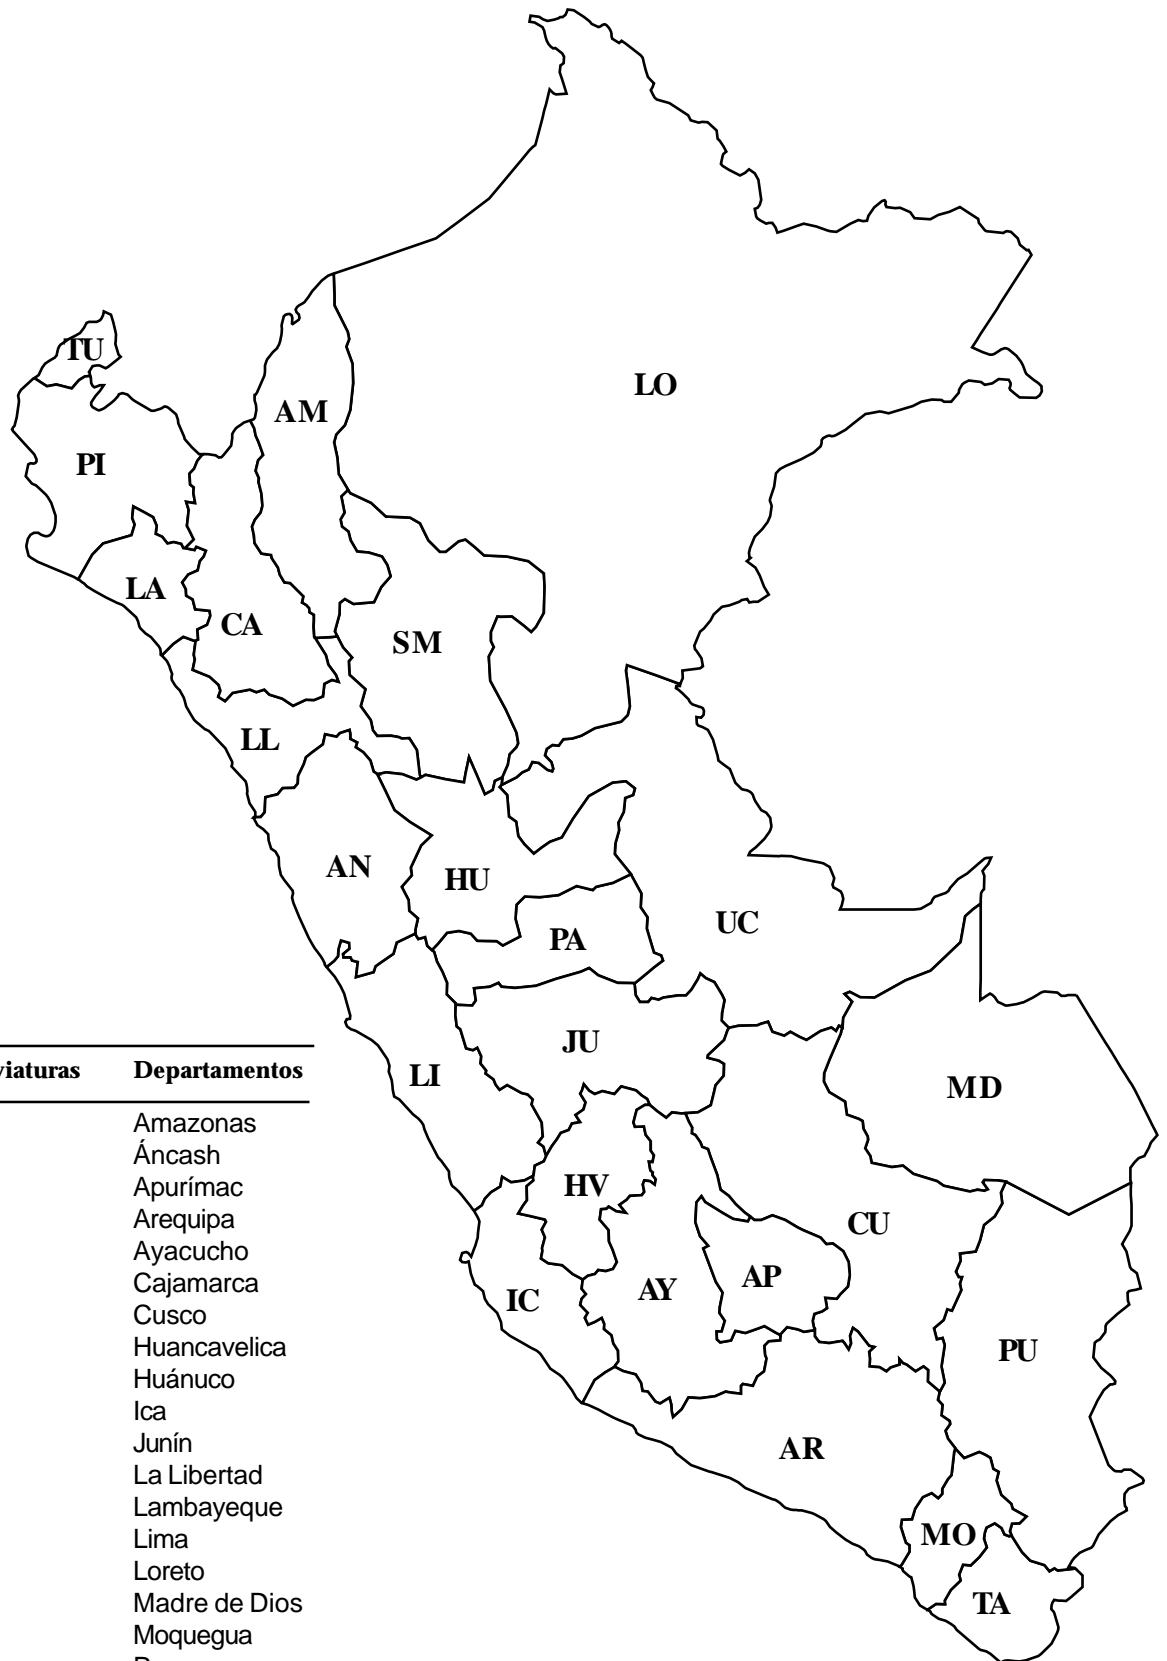 TU
LO
AM
PI
LA
CA
SM
LL
AN
HU
UC
PA
JU
LI
MD
HV
CU
AP
AY
IC
PU
AR
MO
TA
viaturas Departamentos
Amazonas
Áncash
Apurímac
Arequipa
Ayacucho
Cajamarca
Cusco
Huancavelica
Huánuco
Ica
Junín
La Libertad
Lambayeque
Lima
Loreto
Madre de Dios
Moquegua